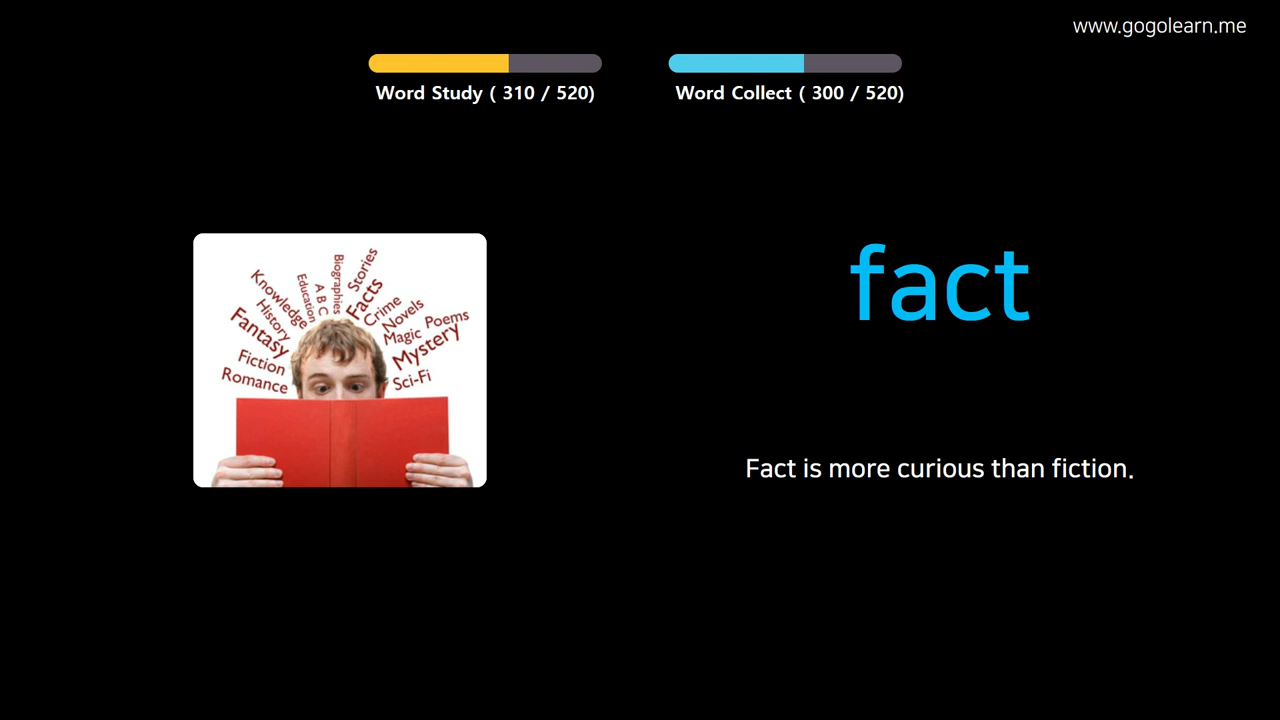 www.gogolearn.me
Word Study ( 310 / 520)
Word Collect ( 300 / 520)
Stories
Biographies
Facts
Education
A B C
Knowledge
Crime
History
Novels
Fantasy
Magic
Poems
Mystery
Fiction
Romance
Sci-Fi
fact
Fact is more curious than fiction.